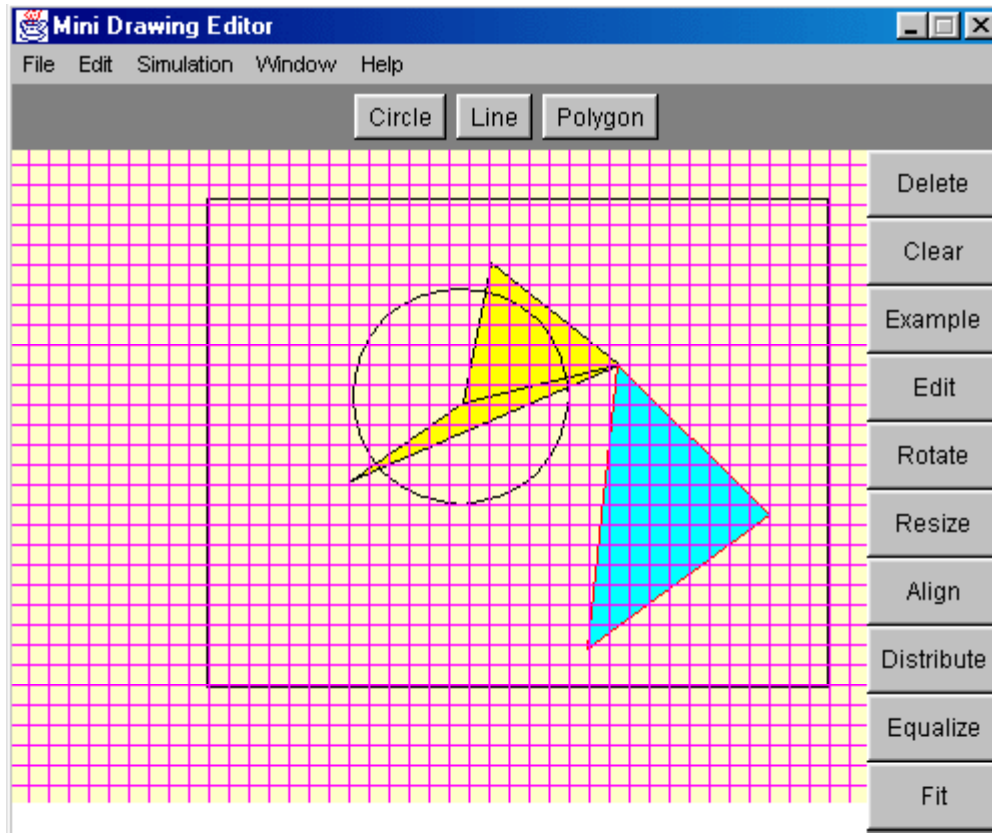 Mini Drawing Editor
File Edit Simulation Window Help
Circle Line Polygon
Delete
Clear
Example
Edit
Rotate
Resize
Align
Distribute
Equalize
Fit